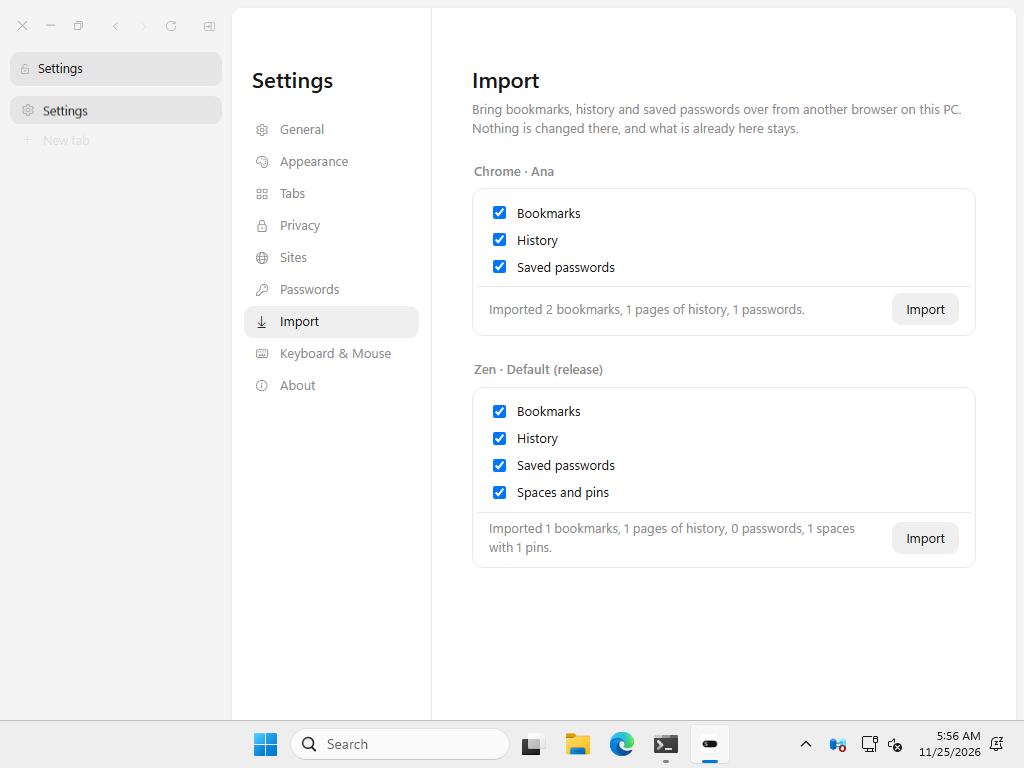 Settings
Settings
New tab
Settings
General
Appearance
Tabs
Privacy
Sites
Passwords
Import
Keyboard & Mouse
About
Import
Bring bookmarks, history and saved passwords over from another browser on this PC.
Nothing is changed there, and what is already here stays.
Chrome · Ana
Bookmarks
History
Saved passwords
Imported 2 bookmarks, 1 pages of history, 1 passwords.
Import
Zen · Default (release)
Bookmarks
History
Saved passwords
Spaces and pins
Imported 1 bookmarks, 1 pages of history, 0 passwords, 1 spaces
with 1 pins.
Import
Search
5:56 AM
11/25/2026